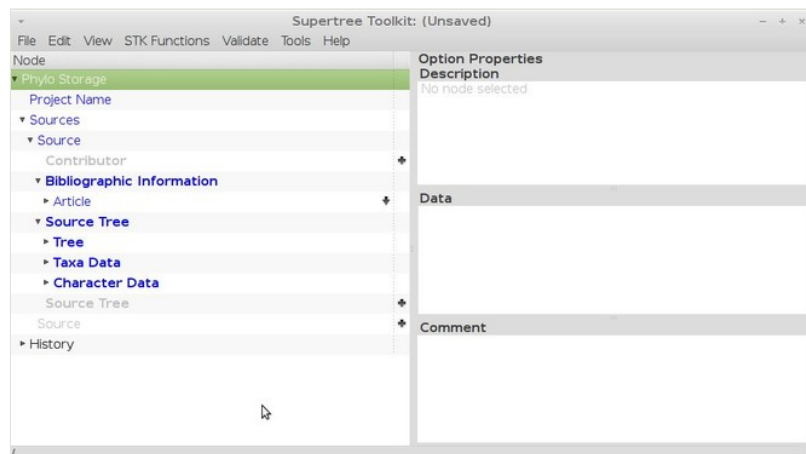 Supertree Toolkit: (Unsaved)
File Edit View STK Functions Validate Tools Help
Node
Phylo Storage
Project Name
Sources
Source
Contributor
Bibliographic Information
Article
Source Tree
Tree
Taxa Data
Character Data
Source Tree
Source
History
Option Properties
Description
No node selected
Data
Comment